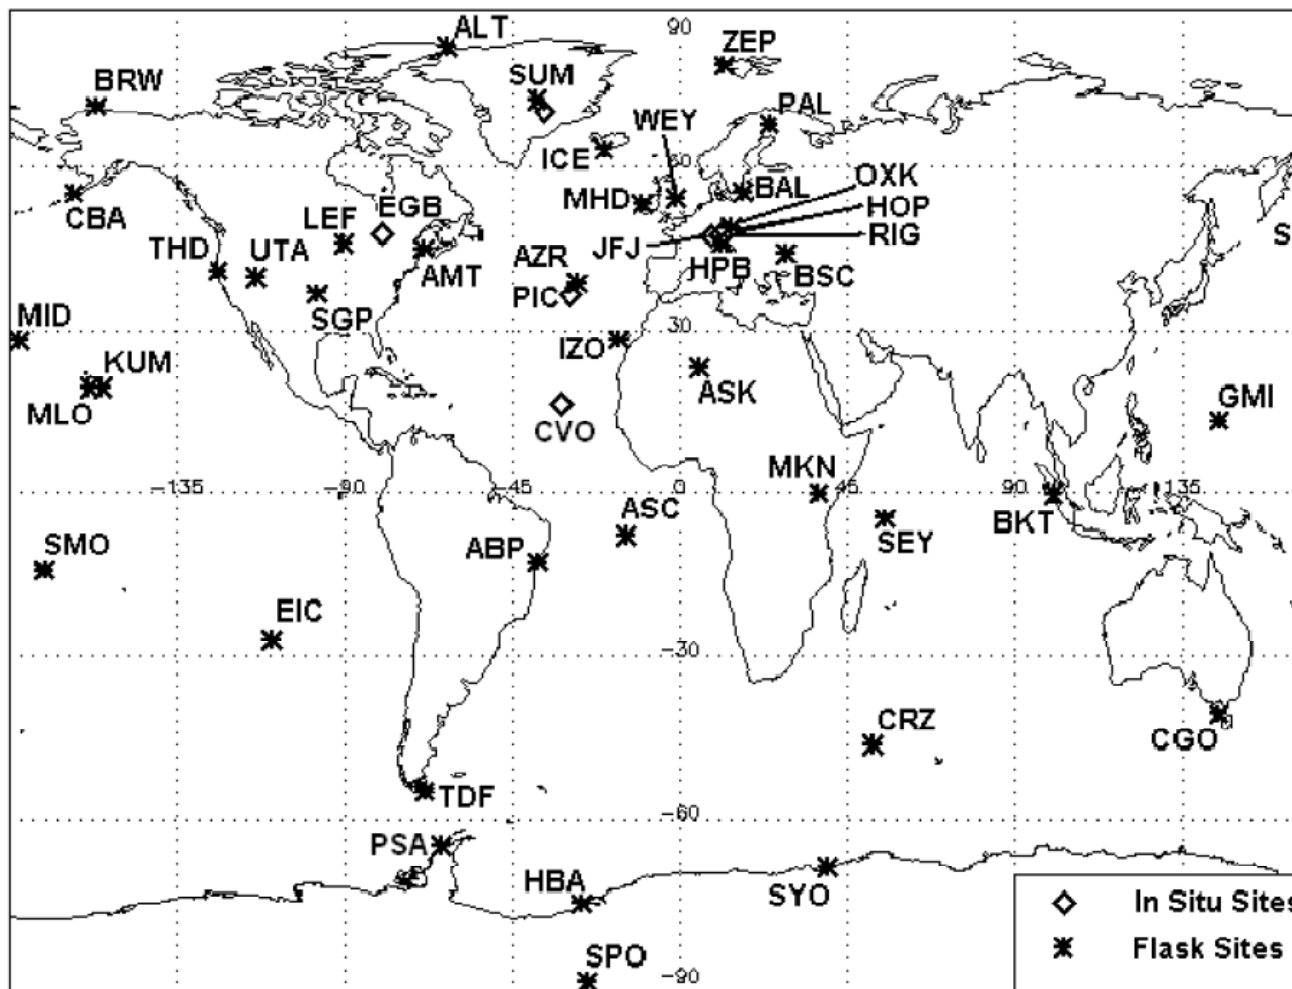 ALT
90
ZEP
BRW
SUM
PAL
WEY
ICE
60
OXK
MHD
BAL
CBA
LEF
EGB
HOP
THD
UTA
JFJ
RIG
S
AMT
AZR
HPB
BSC
PIC
MID
SGP
30
KUM
IZO
ASK
GMI
MLO
CVO
MKN
-135
-90
-45
0
45
90
135
ASC
BKT
SEY
SMO
ABP
EIC
-30
CRZ
CGO
TDF
-60
PSA
HBA
SYO
In Situ Sites
SPO
Flask Sites
-90